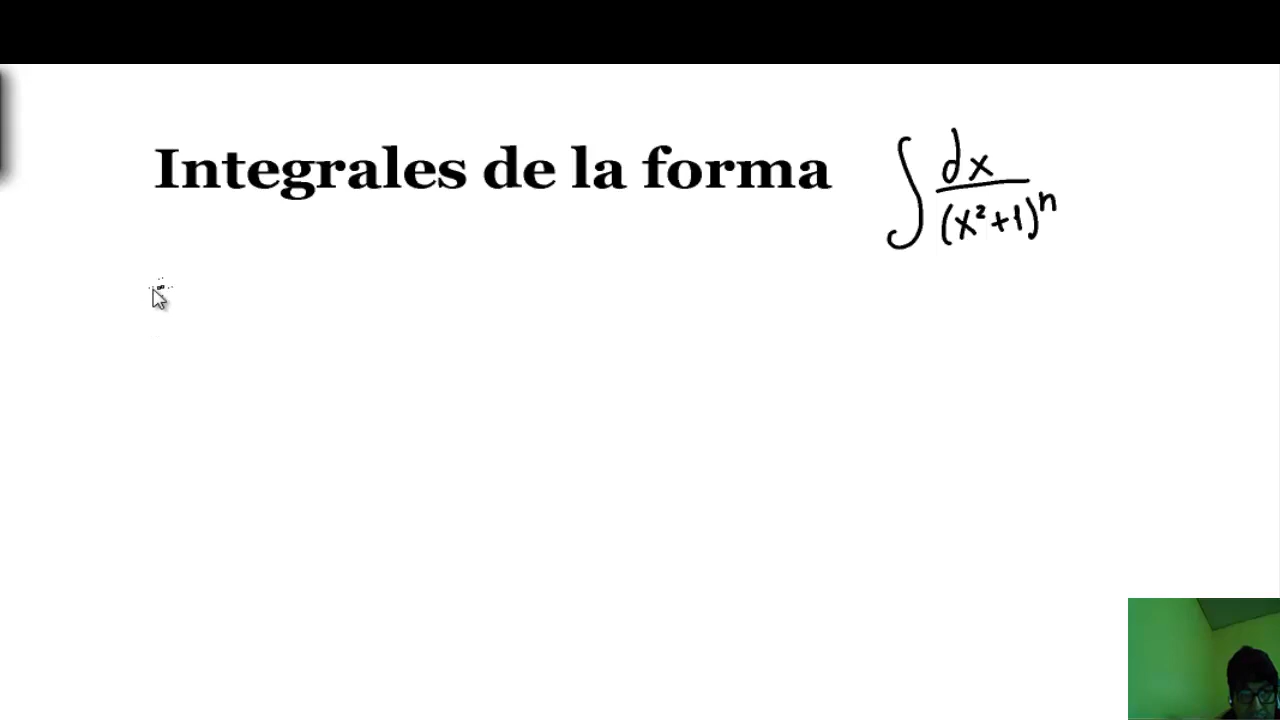 Integrales de la forma ∫ dx/(x²+1)ⁿ